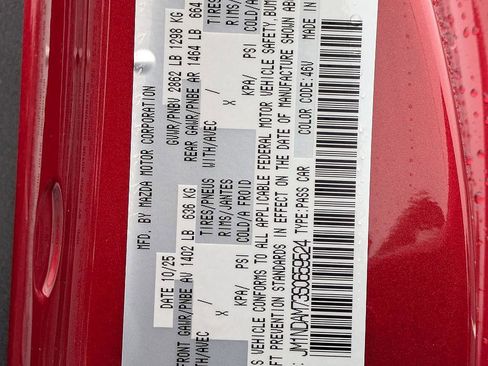 MFD. BY MAZDA MOTOR CORPORATION
DATE 10/25 GVWR/PNBV 2862 LB 1298 KG
FRONT GAWR/PNBE AV 1402 LB 636 KG REAR GAWR/PNBE AR 1464 LB 664
WITH/AVEC TIRES/PNEUS WITH/AVEC TIRES
X RIMS/JANTES X RIMS/
KPA/ PSI COLD/A FROID KPA/ PSI COLD/A
S VEHICLE CONFORMS TO ALL APPLICABLE FEDERAL MOTOR VEHICLE SAFETY, BUM
FT PREVENTION STANDARDS IN EFFECT ON THE DATE OF MANUFACTURE SHOWN ABO
JM1NDAM73S0659524 TYPE: PASS CAR COLOR CODE: 46V MADE IN